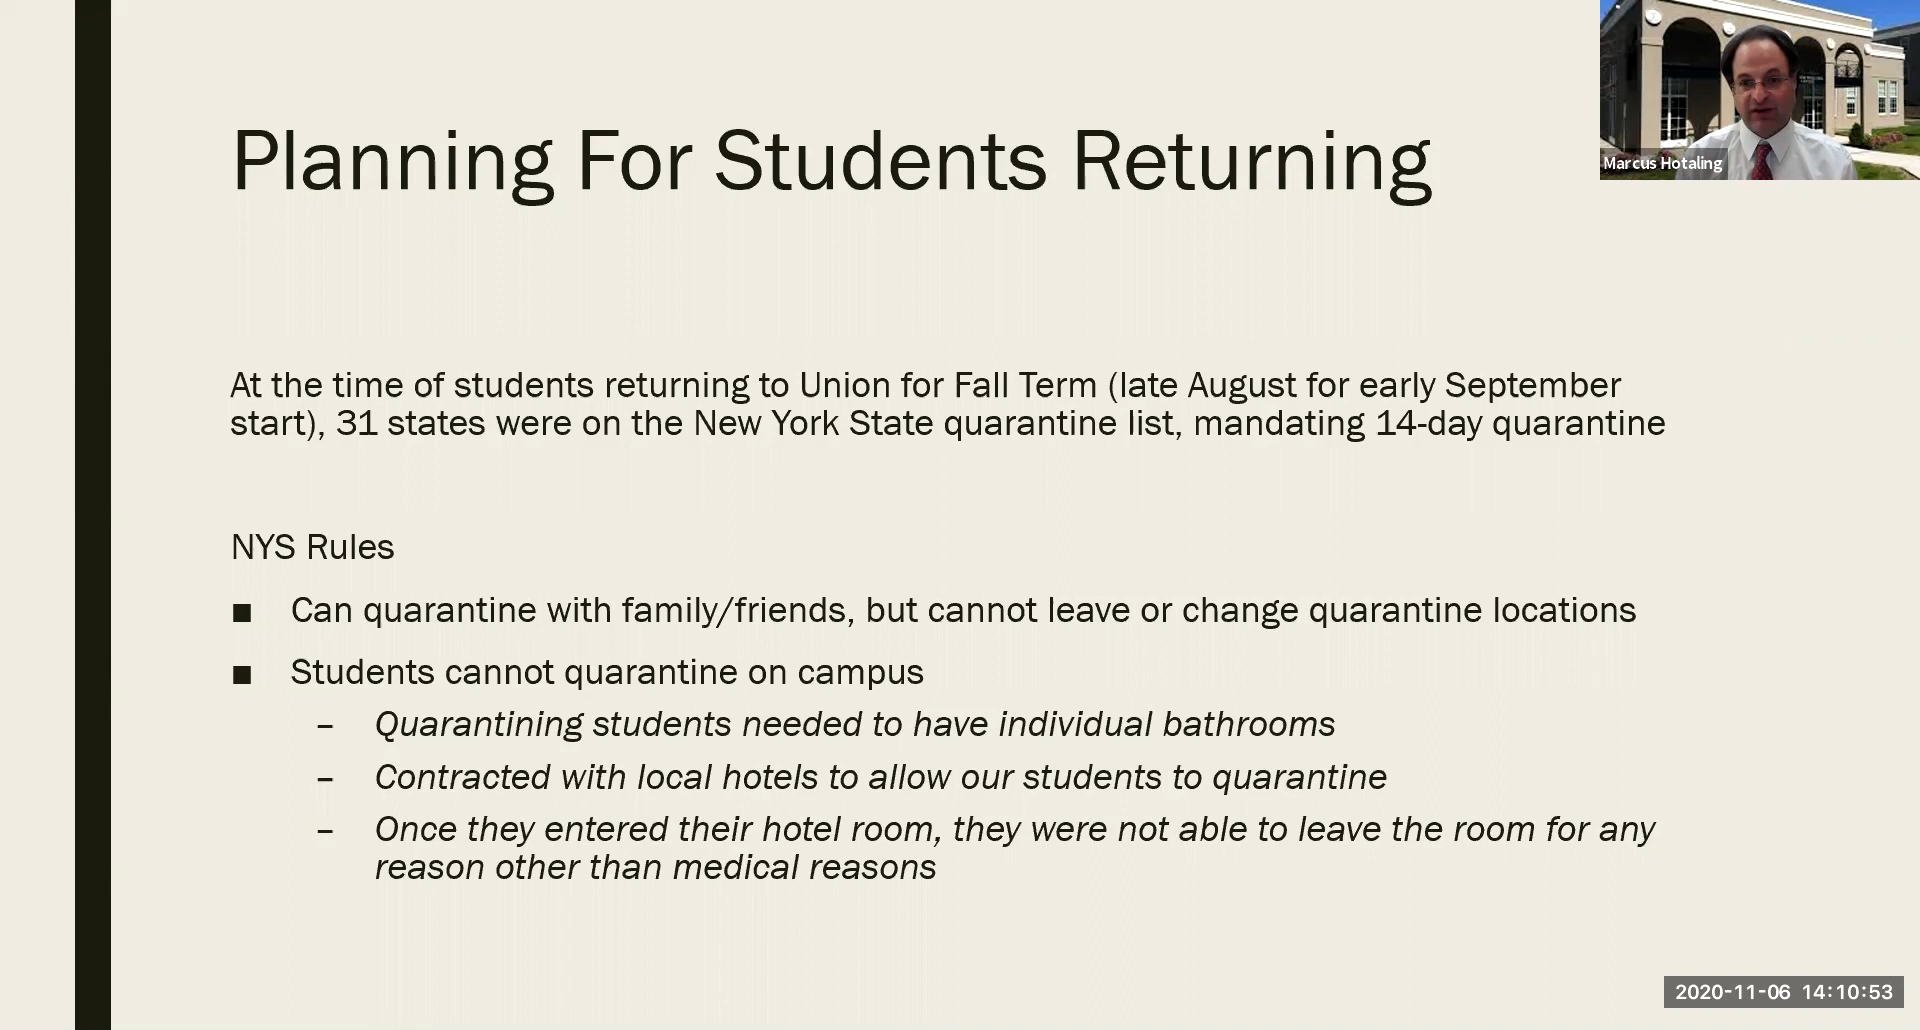 Planning For Students Returning
Marcus Hotaling
At the time of students returning to Union for Fall Term (late August for early September
start), 31 states were on the New York State quarantine list, mandating 14-day quarantine
NYS Rules
■ Can quarantine with family/friends, but cannot leave or change quarantine locations
■ Students cannot quarantine on campus
– Quarantining students needed to have individual bathrooms
– Contracted with local hotels to allow our students to quarantine
– Once they entered their hotel room, they were not able to leave the room for any
reason other than medical reasons
2020-11-06 14:10:53